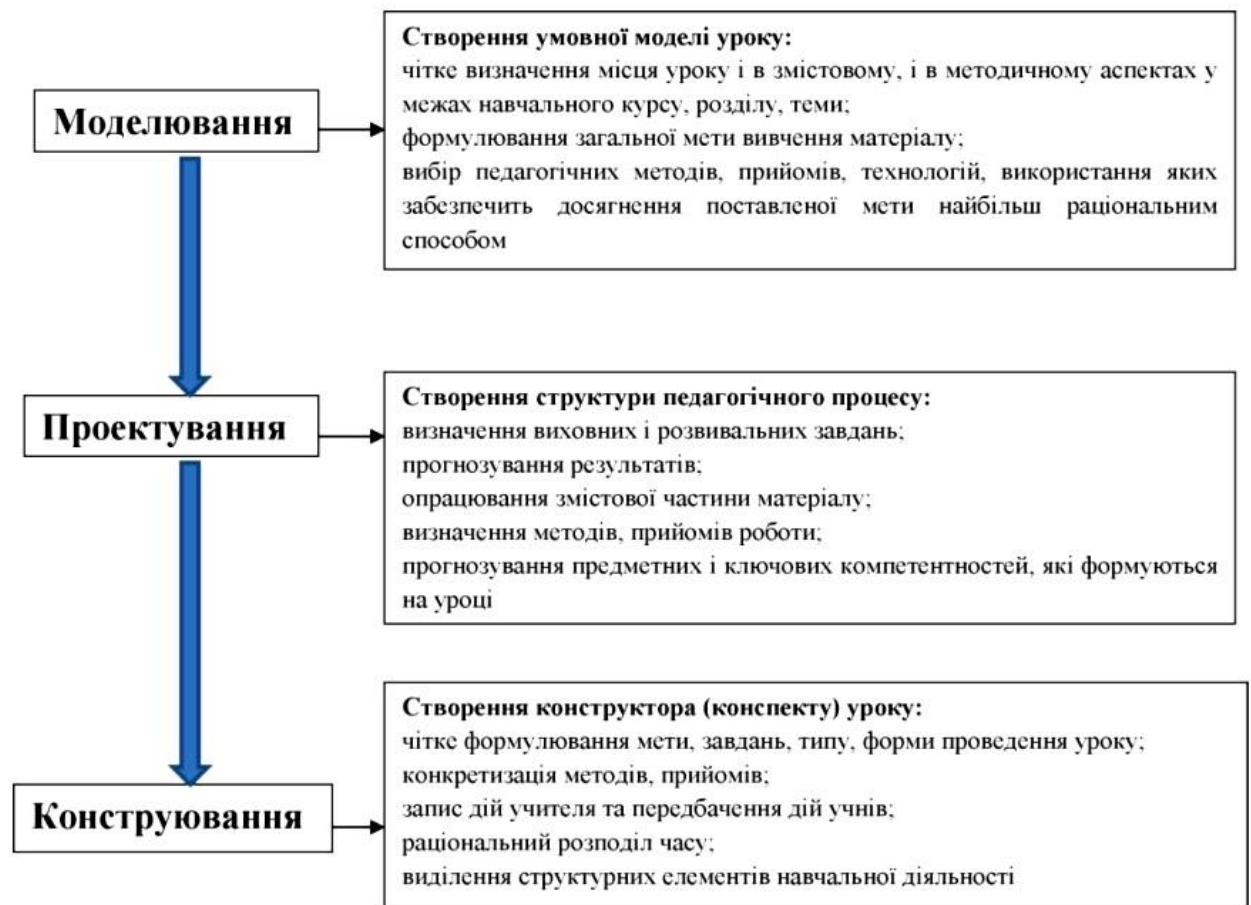 Моделювання
Створення умовної моделі уроку:
чітке визначення місця уроку і в змістовому, і в методичному аспектах у
межах навчального курсу, розділу, теми;
формулювання загальної мети вивчення матеріалу;
вибір педагогічних методів, прийомів, технологій, використання яких
забезпечить досягнення поставленої мети найбільш раціональним
способом
Проектування
Створення структури педагогічного процесу:
визначення виховних і розвивальних завдань;
прогнозування результатів;
опрацювання змістової частини матеріалу;
визначення методів, прийомів роботи;
прогнозування предметних і ключових компетентностей, які формуються
на уроці
Конструювання
Створення конструктора (конспекту) уроку:
чітке формулювання мети, завдань, типу, форми проведення уроку;
конкретизація методів, прийомів;
запис дій учителя та передбачення дій учнів;
раціональний розподіл часу;
виділення структурних елементів навчальної діяльності